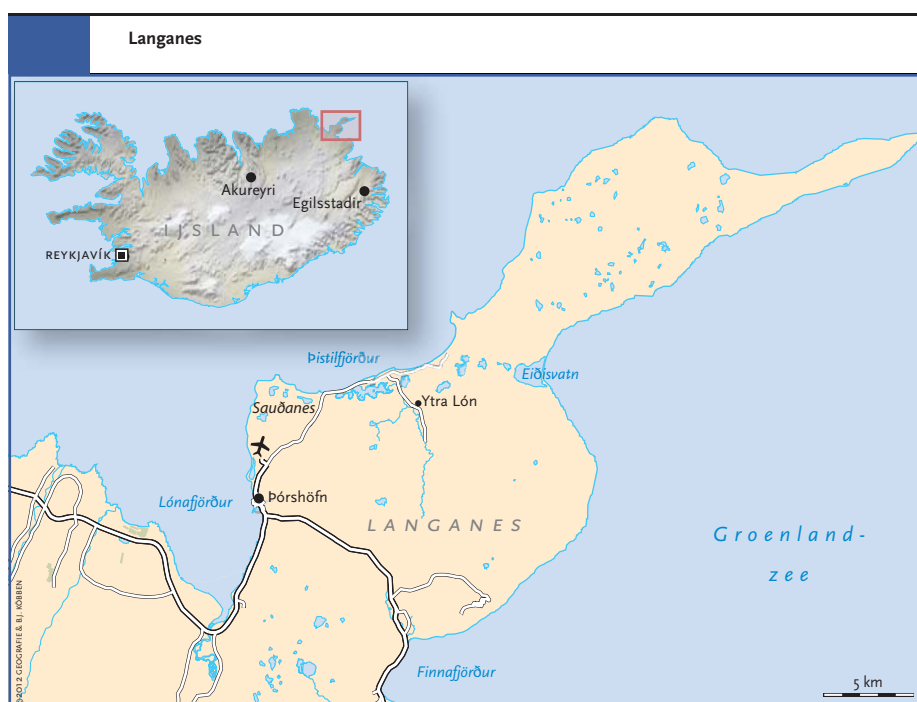 Langanes
Akureyri
Egilsstadir
IJSLAND
REYKJAVÍK
Þistilfjörður
Eiðisvatn
Sauðanes
Ytra Lón
Lónafjörður
Þórshöfn
LANGANES
Groenland-
zee
Finnafjörður
5 km
©2012 GEOGRAFIE & B.J. KÖBBEN